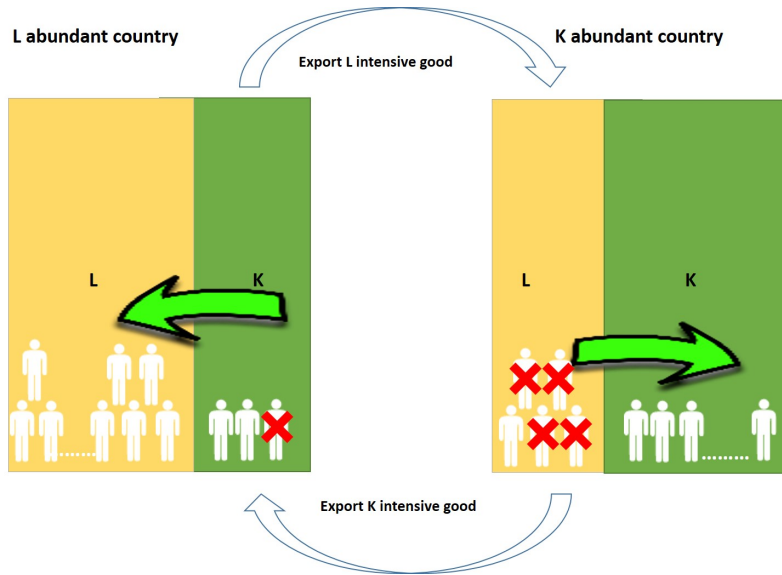 L abundant country
K abundant country
Export L intensive good
L
K
L
K
Export K intensive good